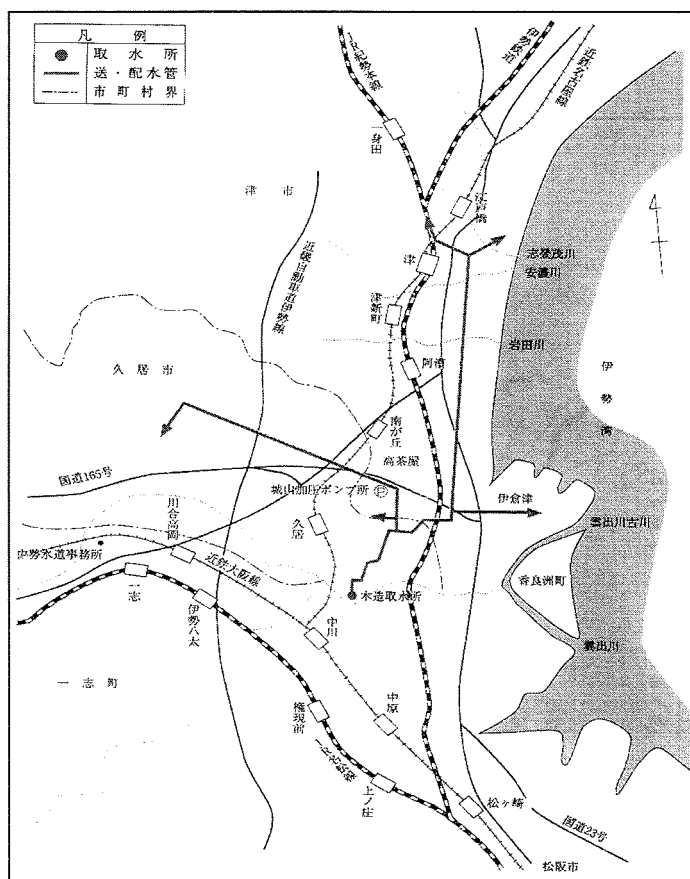 凡例
取水所
送・配水管
市町村界
JR紀勢本線
伊勢鉄道
近鉄名古屋線
一身田
津市
江戸橋
近畿自動車道伊勢線
津
志登茂川
安濃川
津新町
岩田川
阿漕
伊勢湾
久居市
南が丘
高茶屋
国道165号
城山加圧ポンプ所
P
伊倉津
川合高岡
久居
雲出川古川
中勢水道事務所
近鉄大阪線
香良洲町
木造取水所
一志
伊勢八太
中川
雲出川
一志町
中原
権現前
JR名松線
上ノ庄
松ヶ崎
国道23号
松阪市